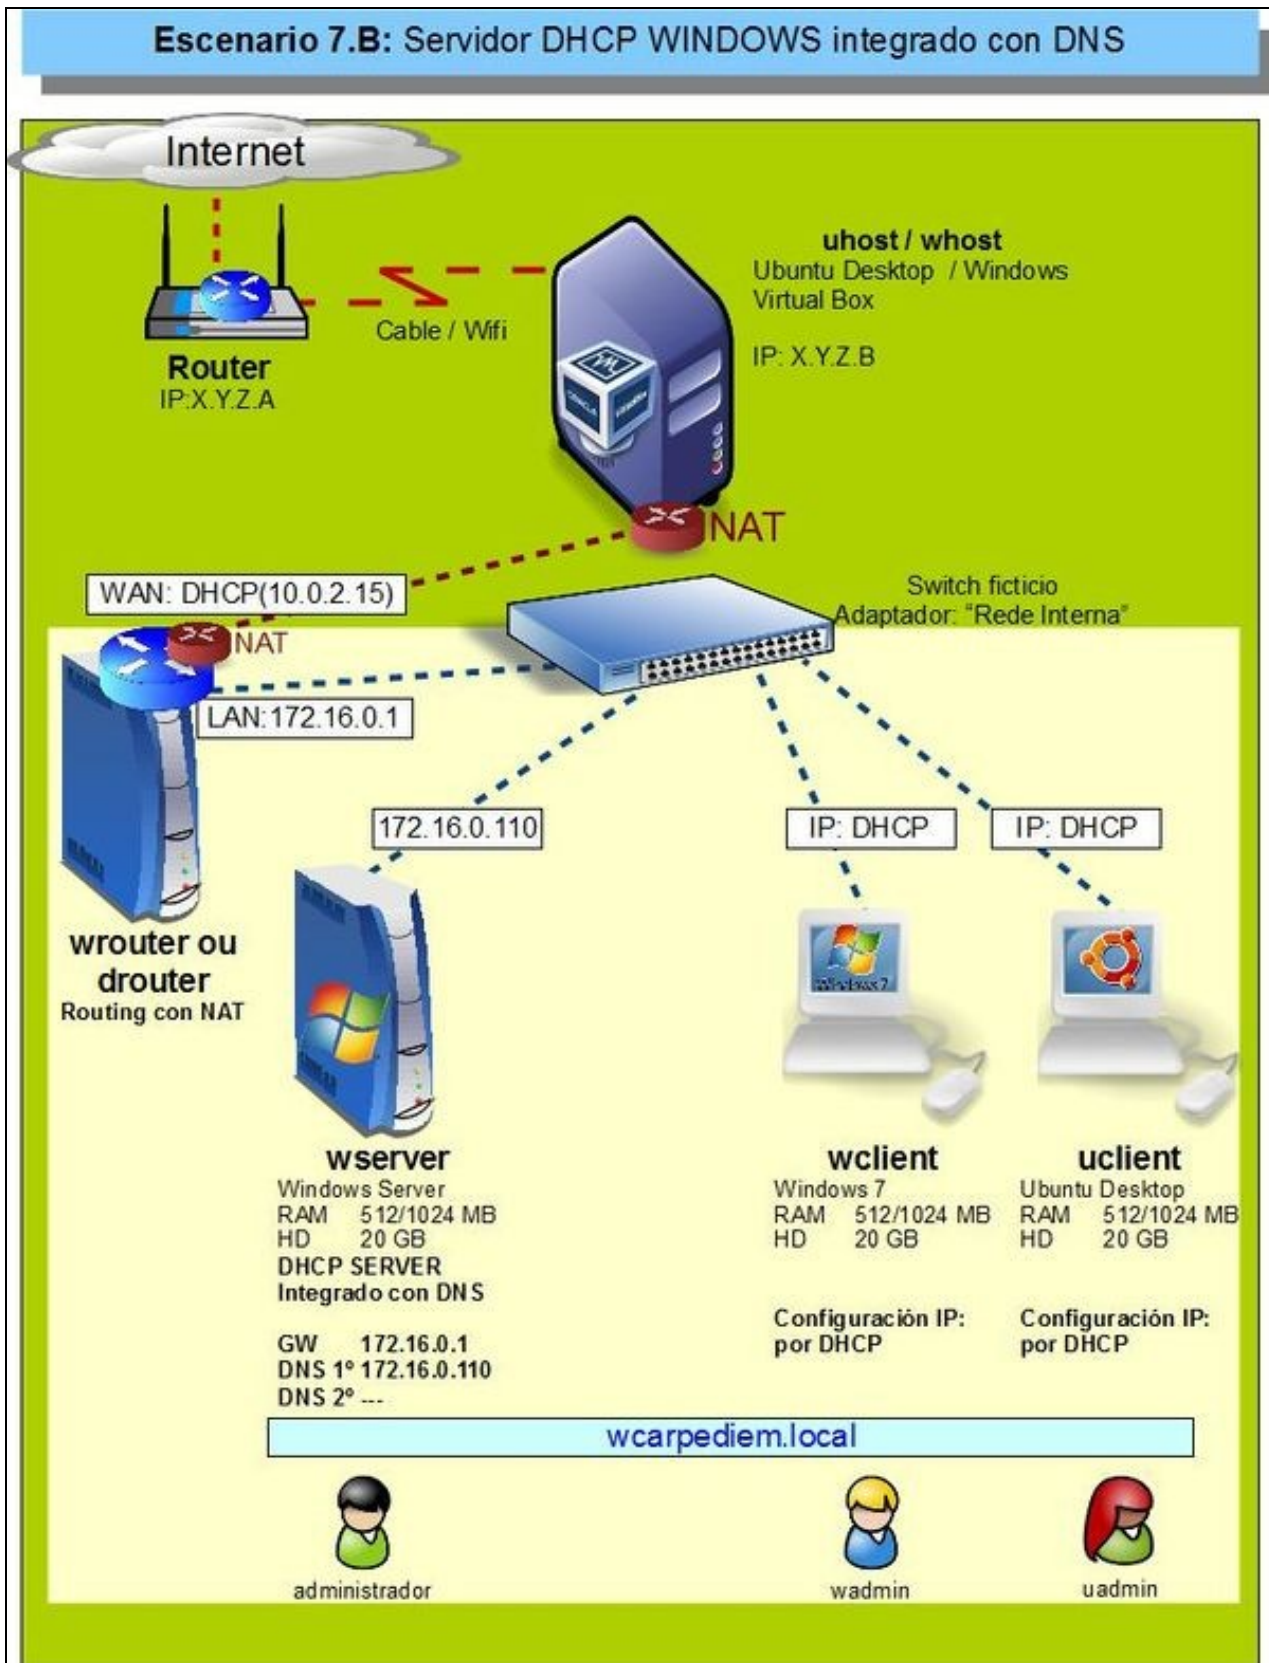 Escenario 7.B: Servidor DHCP WINDOWS integrado con DNS
Internet
uhost / whost
Ubuntu Desktop / Windows
Virtual Box
IP: X.Y.Z.B
Cable / Wifi
Router
IP:X.Y.Z.A
NAT
WAN: DHCP(10.0.2.15)
Switch ficticio
Adaptador: "Rede Interna"
NAT
LAN:172.16.0.1
172.16.0.110
IP: DHCP
IP: DHCP
wrouter ou
drouter
Routing con NAT
Windows 7
wserver
Windows Server
RAM 512/1024 MB
HD 20 GB
DHCP SERVER
Integrado con DNS
GW 172.16.0.1
DNS 1º 172.16.0.110
DNS 2º ---
wclient
Windows 7
RAM 512/1024 MB
HD 20 GB
Configuración IP:
por DHCP
uclient
Ubuntu Desktop
RAM 512/1024 MB
HD 20 GB
Configuración IP:
por DHCP
wcarpediem.local
administrador
wadmin
uadmin